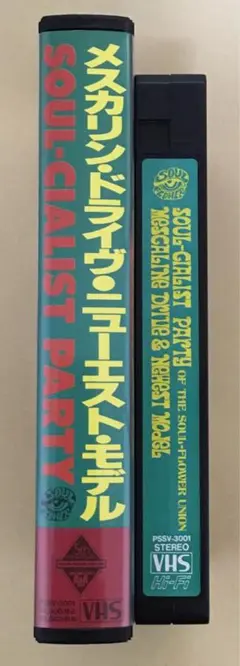 メスカリン・ドライヴ●ニューエスト・モデル
SOUL-CIALIST PARTY
VHS
SOUL-CIALIST PARTY OF THE SOUL-FLOWER UNION
MESCALINE DRIVE & NEWEST MODEL
PSSV-3001
STEREO
VHS
Hi-Fi